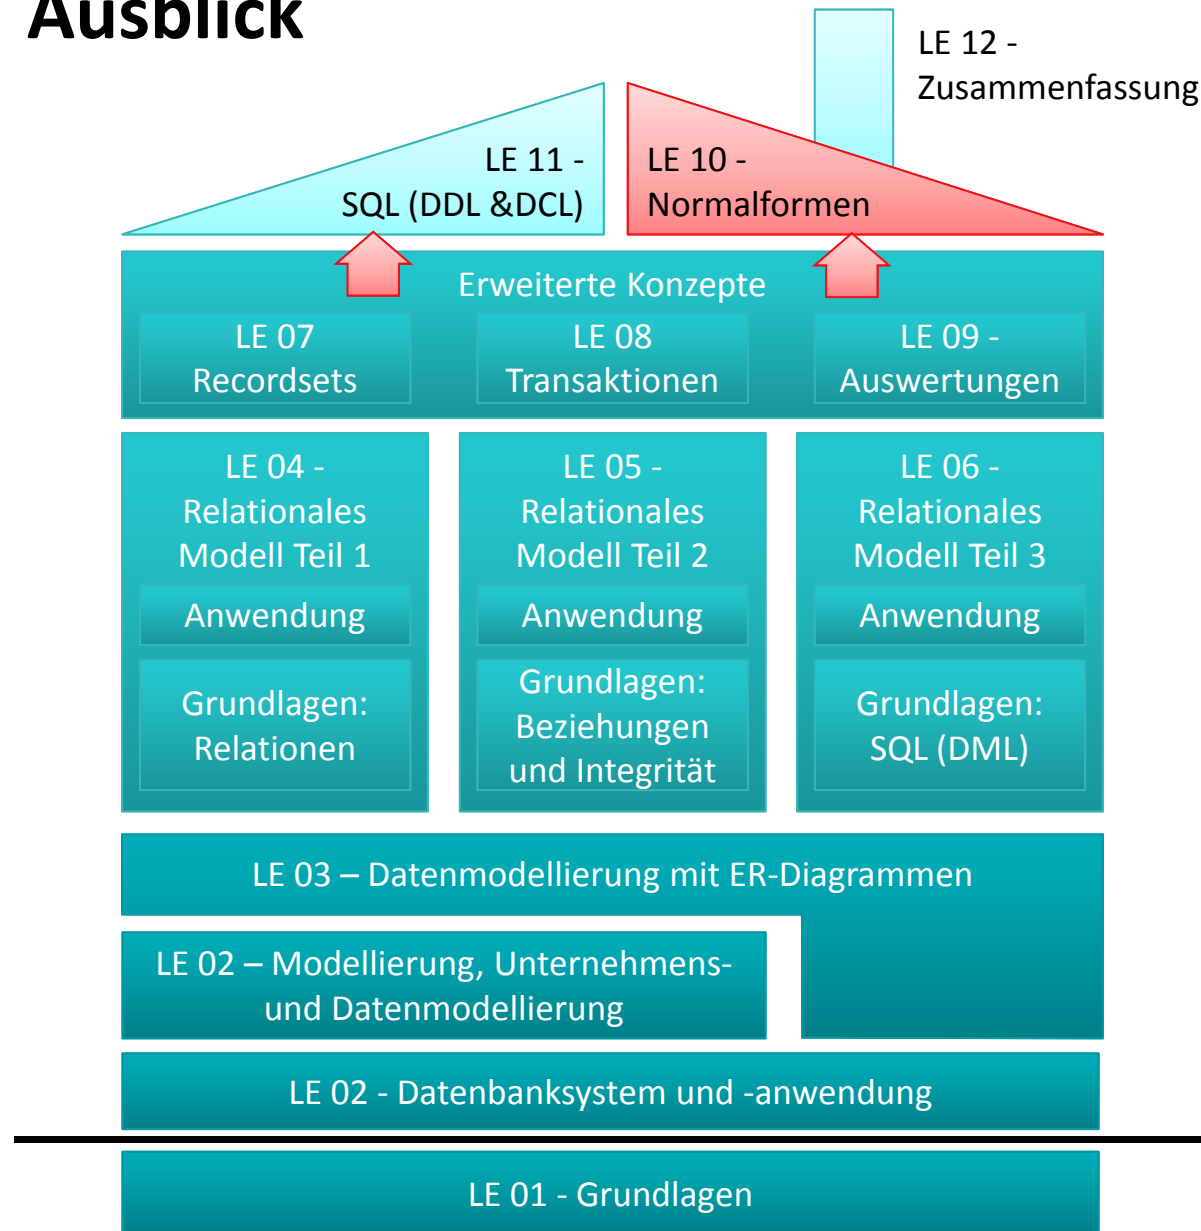 Ausblick
LE 12 -
Zusammenfassung
LE 11 -
SQL (DDL &DCL)
LE 10 -
Normalformen
Erweiterte Konzepte
LE 07
Recordsets
LE 08
Transaktionen
LE 09 -
Auswertungen
LE 04 -
Relationales
Modell Teil 1
Anwendung
Grundlagen:
Relationen
LE 05 -
Relationales
Modell Teil 2
Anwendung
Grundlagen:
Beziehungen
und Integrität
LE 06 -
Relationales
Modell Teil 3
Anwendung
Grundlagen:
SQL (DML)
LE 03 – Datenmodellierung mit ER-Diagrammen
LE 02 – Modellierung, Unternehmens-
und Datenmodellierung
LE 02 - Datenbanksystem und -anwendung
LE 01 - Grundlagen